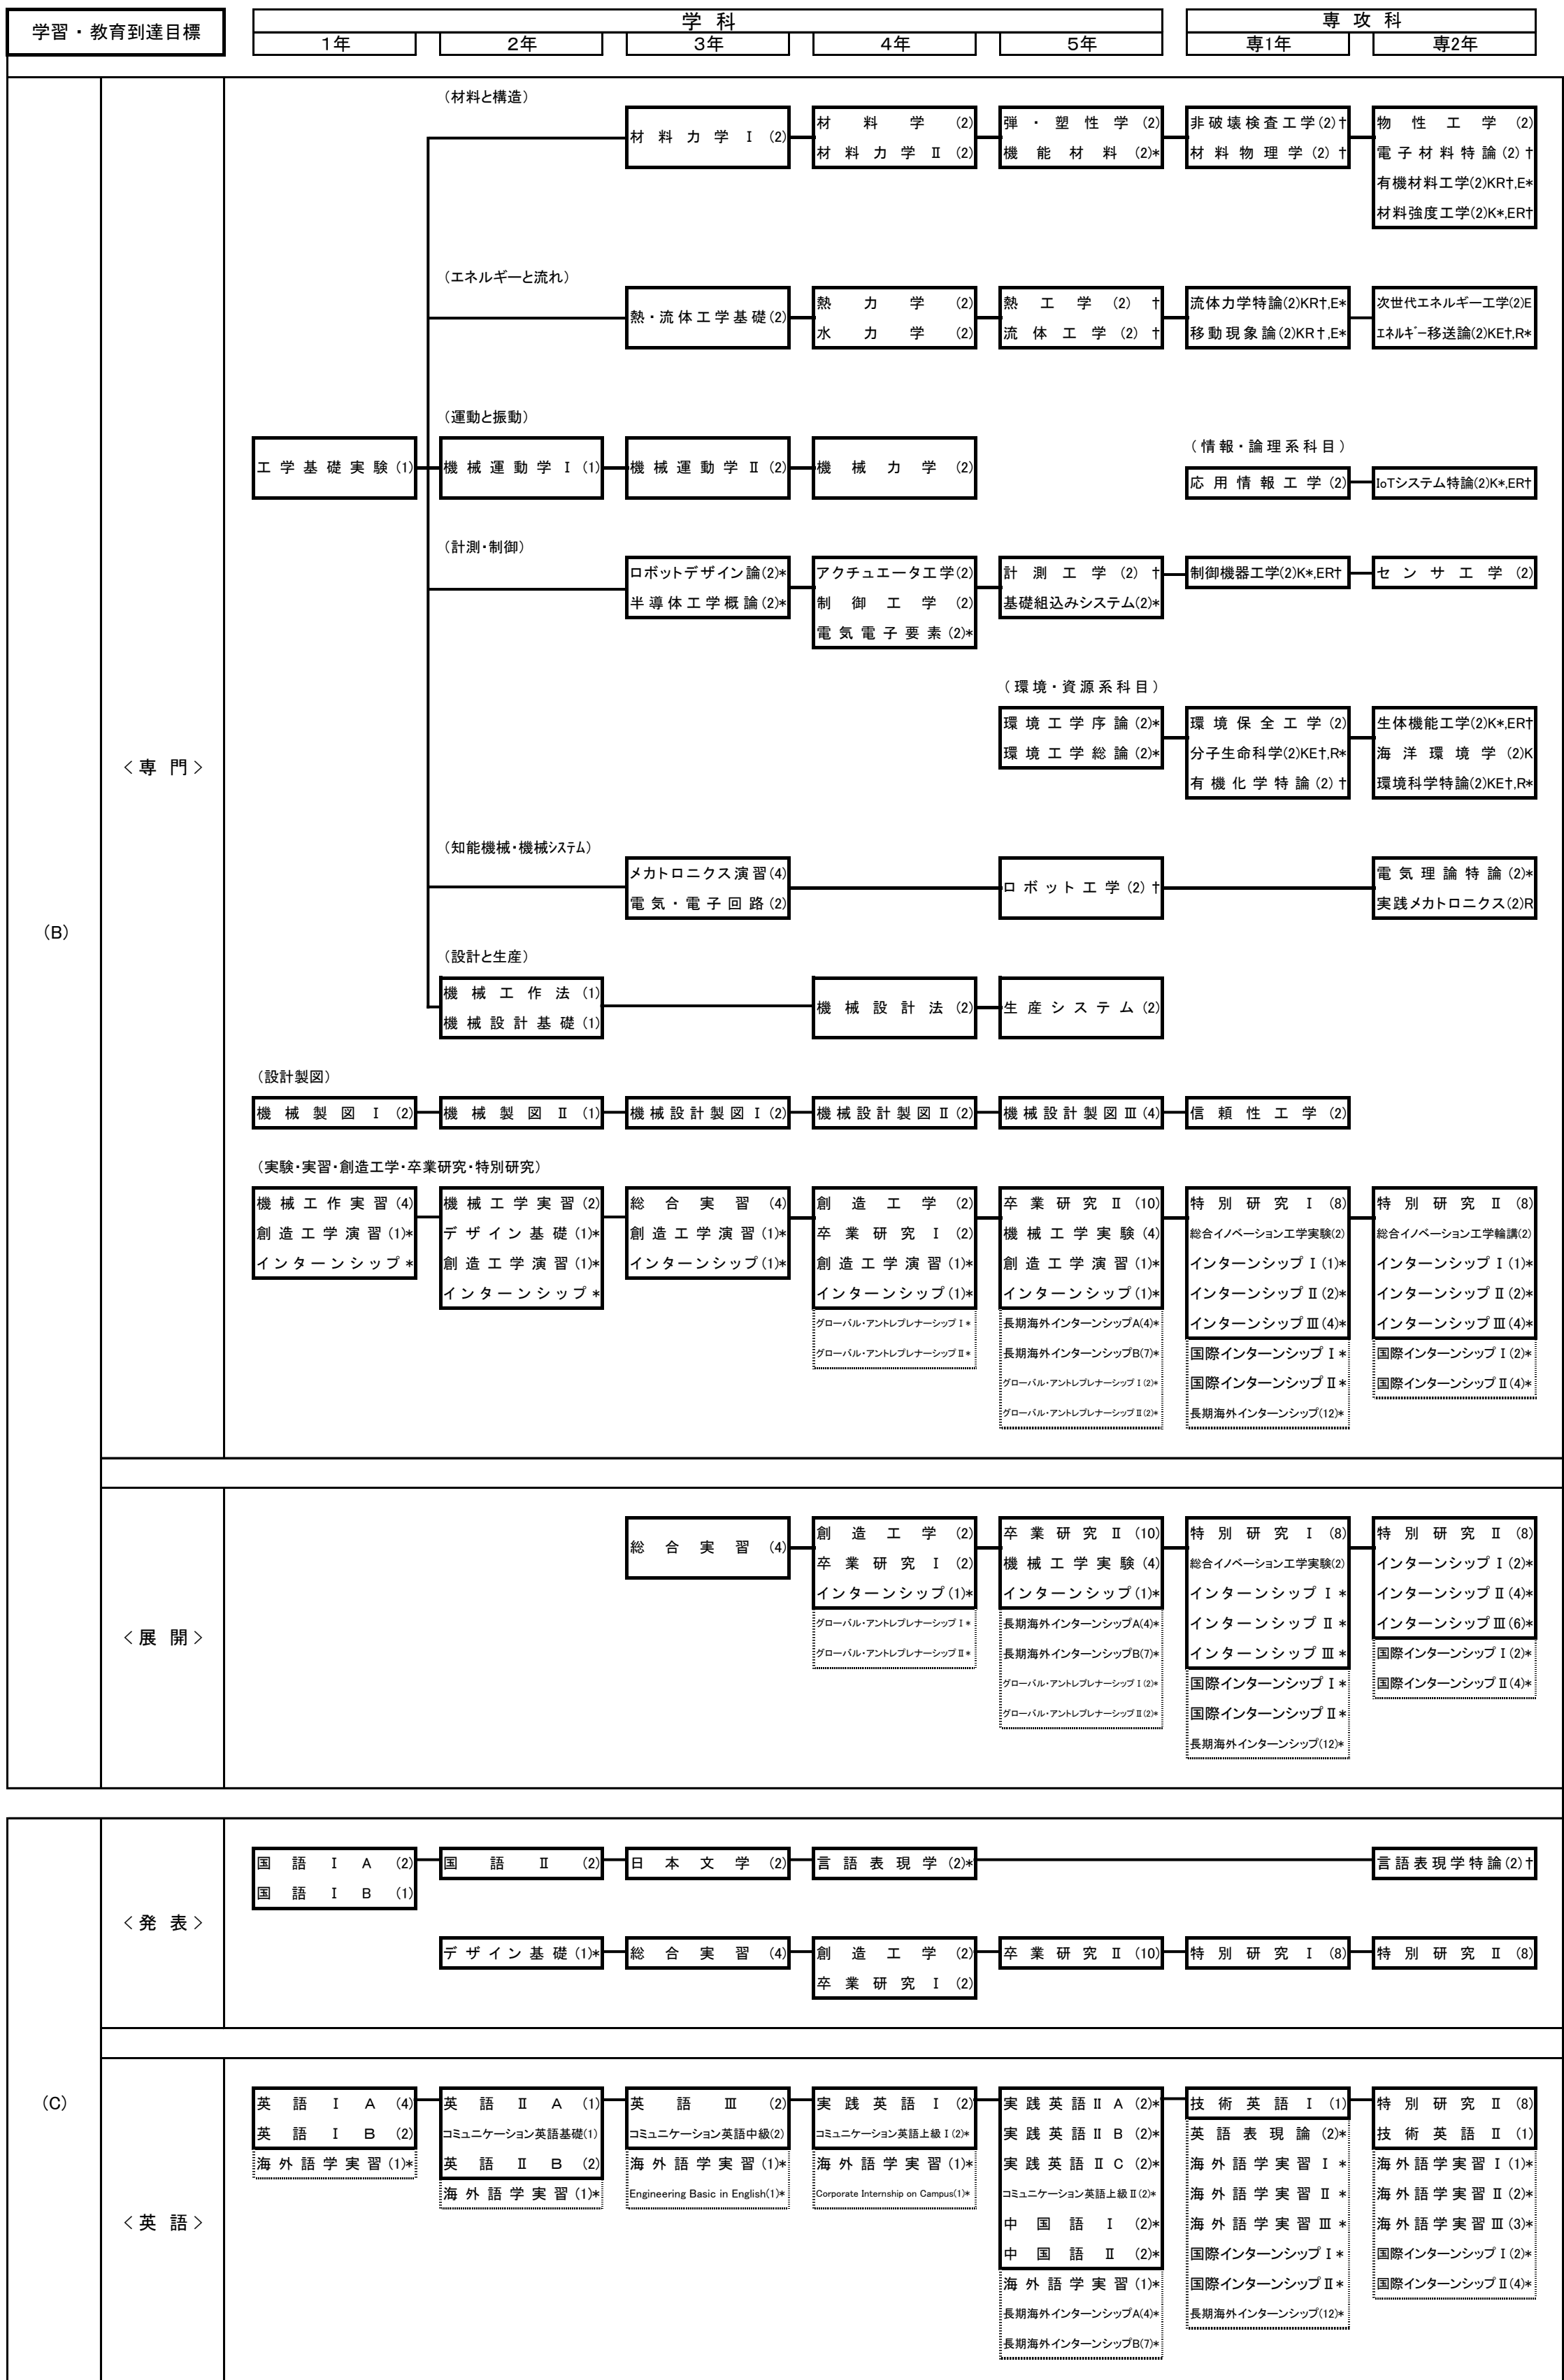 学習・教育到達目標
学 科
専 攻 科
1年 2年 3年 4年 5年 専1年 専2年
(B)
<専 門>
(材料と構造)
材料力学Ⅰ(2)
材料学(2)
材料力学Ⅱ(2)
弾・塑性学(2)
機能材料(2)*
非破壊検査工学(2)†
材料物理学(2)†
物性工学(2)
電子材料特論(2)†
有機材料工学(2)KR†,E*
材料強度工学(2)K*,ER†
(エネルギーと流れ)
熱・流体工学基礎(2)
熱力学(2)
水力学(2)
熱工学(2)†
流体工学(2)†
流体力学特論(2)KR†,E*
移動現象論(2)KR†,E*
次世代エネルギー工学(2)E
エネルギー移送論(2)KE†,R*
(運動と振動)
工学基礎実験(1)
機械運動学Ⅰ(1)
機械運動学Ⅱ(2)
機械力学(2)
(情報・論理系科目)
応用情報工学(2)
IoTシステム特論(2)K*,ER†
(計測・制御)
ロボットデザイン論(2)*
半導体工学概論(2)*
アクチュエータ工学(2)
制御工学(2)
電気電子要素(2)*
計測工学(2)†
基礎組込みシステム(2)*
制御機器工学(2)K*,ER†
センサ工学(2)
(環境・資源系科目)
環境工学序論(2)*
環境工学総論(2)*
環境保全工学(2)
分子生命科学(2)KE†,R*
有機化学特論(2)†
生体機能工学(2)K*,ER†
海洋環境学(2)K
環境科学特論(2)KE†,R*
(知能機械・機械システム)
メカトロニクス演習(4)
電気・電子回路(2)
ロボット工学(2)†
電気理論特論(2)*
実践メカトロニクス(2)R
(設計と生産)
機械工作法(1)
機械設計基礎(1)
機械設計法(2)
生産システム(2)
(設計製図)
機械製図Ⅰ(2)
機械製図Ⅱ(1)
機械設計製図Ⅰ(2)
機械設計製図Ⅱ(2)
機械設計製図Ⅲ(4)
信頼性工学(2)
(実験・実習・創造工学・卒業研究・特別研究)
機械工作実習(4)
創造工学演習(1)*
インターンシップ*
機械工学実習(2)
デザイン基礎(1)*
創造工学演習(1)*
インターンシップ*
総合実習(4)
創造工学演習(1)*
インターンシップ(1)*
創造工学(2)
卒業研究Ⅰ(2)
創造工学演習(1)*
インターンシップ(1)*
グローバル・アントレプレナーシップⅠ*
グローバル・アントレプレナーシップⅡ*
卒業研究Ⅱ(10)
機械工学実験(4)
創造工学演習(1)*
インターンシップ(1)*
長期海外インターンシップA(4)*
長期海外インターンシップB(7)*
グローバル・アントレプレナーシップⅠ(2)*
グローバル・アントレプレナーシップⅡ(2)*
特別研究Ⅰ(8)
総合イノベーション工学実験(2)
インターンシップⅠ(1)*
インターンシップⅡ(2)*
インターンシップⅢ(4)*
国際インターンシップⅠ*
国際インターンシップⅡ*
長期海外インターンシップ(12)*
特別研究Ⅱ(8)
総合イノベーション工学輪講(2)
インターンシップⅠ(1)*
インターンシップⅡ(2)*
インターンシップⅢ(4)*
国際インターンシップⅠ(2)*
国際インターンシップⅡ(4)*
<展 開>
総合実習(4)
創造工学(2)
卒業研究Ⅰ(2)
インターンシップ(1)*
グローバル・アントレプレナーシップⅠ*
グローバル・アントレプレナーシップⅡ*
卒業研究Ⅱ(10)
機械工学実験(4)
インターンシップ(1)*
長期海外インターンシップA(4)*
長期海外インターンシップB(7)*
グローバル・アントレプレナーシップⅠ(2)*
グローバル・アントレプレナーシップⅡ(2)*
特別研究Ⅰ(8)
総合イノベーション工学実験(2)
インターンシップⅠ*
インターンシップⅡ*
インターンシップⅢ*
国際インターンシップⅠ*
国際インターンシップⅡ*
長期海外インターンシップ(12)*
特別研究Ⅱ(8)
インターンシップⅠ(2)*
インターンシップⅡ(4)*
インターンシップⅢ(6)*
国際インターンシップⅠ(2)*
国際インターンシップⅡ(4)*
(C)
<発 表>
国語ⅠA(2)
国語ⅠB(1)
国語Ⅱ(2)
日本文学(2)
言語表現学(2)*
言語表現学特論(2)†
デザイン基礎(1)*
総合実習(4)
創造工学(2)
卒業研究Ⅰ(2)
卒業研究Ⅱ(10)
特別研究Ⅰ(8)
特別研究Ⅱ(8)
<英 語>
英語ⅠA(4)
英語ⅠB(2)
海外語学実習(1)*
英語ⅡA(1)
コミュニケーション英語基礎(1)
英語ⅡB(2)
海外語学実習(1)*
英語Ⅲ(2)
コミュニケーション英語中級(2)
海外語学実習(1)*
Engineering Basic in English(1)*
実践英語Ⅰ(2)
コミュニケーション英語上級Ⅰ(2)*
海外語学実習(1)*
Corporate Internship on Campus(1)*
実践英語ⅡA(2)*
実践英語ⅡB(2)*
実践英語ⅡC(2)*
コミュニケーション英語上級Ⅱ(2)*
中国語Ⅰ(2)*
中国語Ⅱ(2)*
海外語学実習(1)*
長期海外インターンシップA(4)*
長期海外インターンシップB(7)*
技術英語Ⅰ(1)
英語表現論(2)*
海外語学実習Ⅰ*
海外語学実習Ⅱ*
海外語学実習Ⅲ*
国際インターンシップⅠ*
国際インターンシップⅡ*
長期海外インターンシップ(12)*
特別研究Ⅱ(8)
技術英語Ⅱ(1)
海外語学実習Ⅰ(1)*
海外語学実習Ⅱ(2)*
海外語学実習Ⅲ(3)*
国際インターンシップⅠ(2)*
国際インターンシップⅡ(4)*